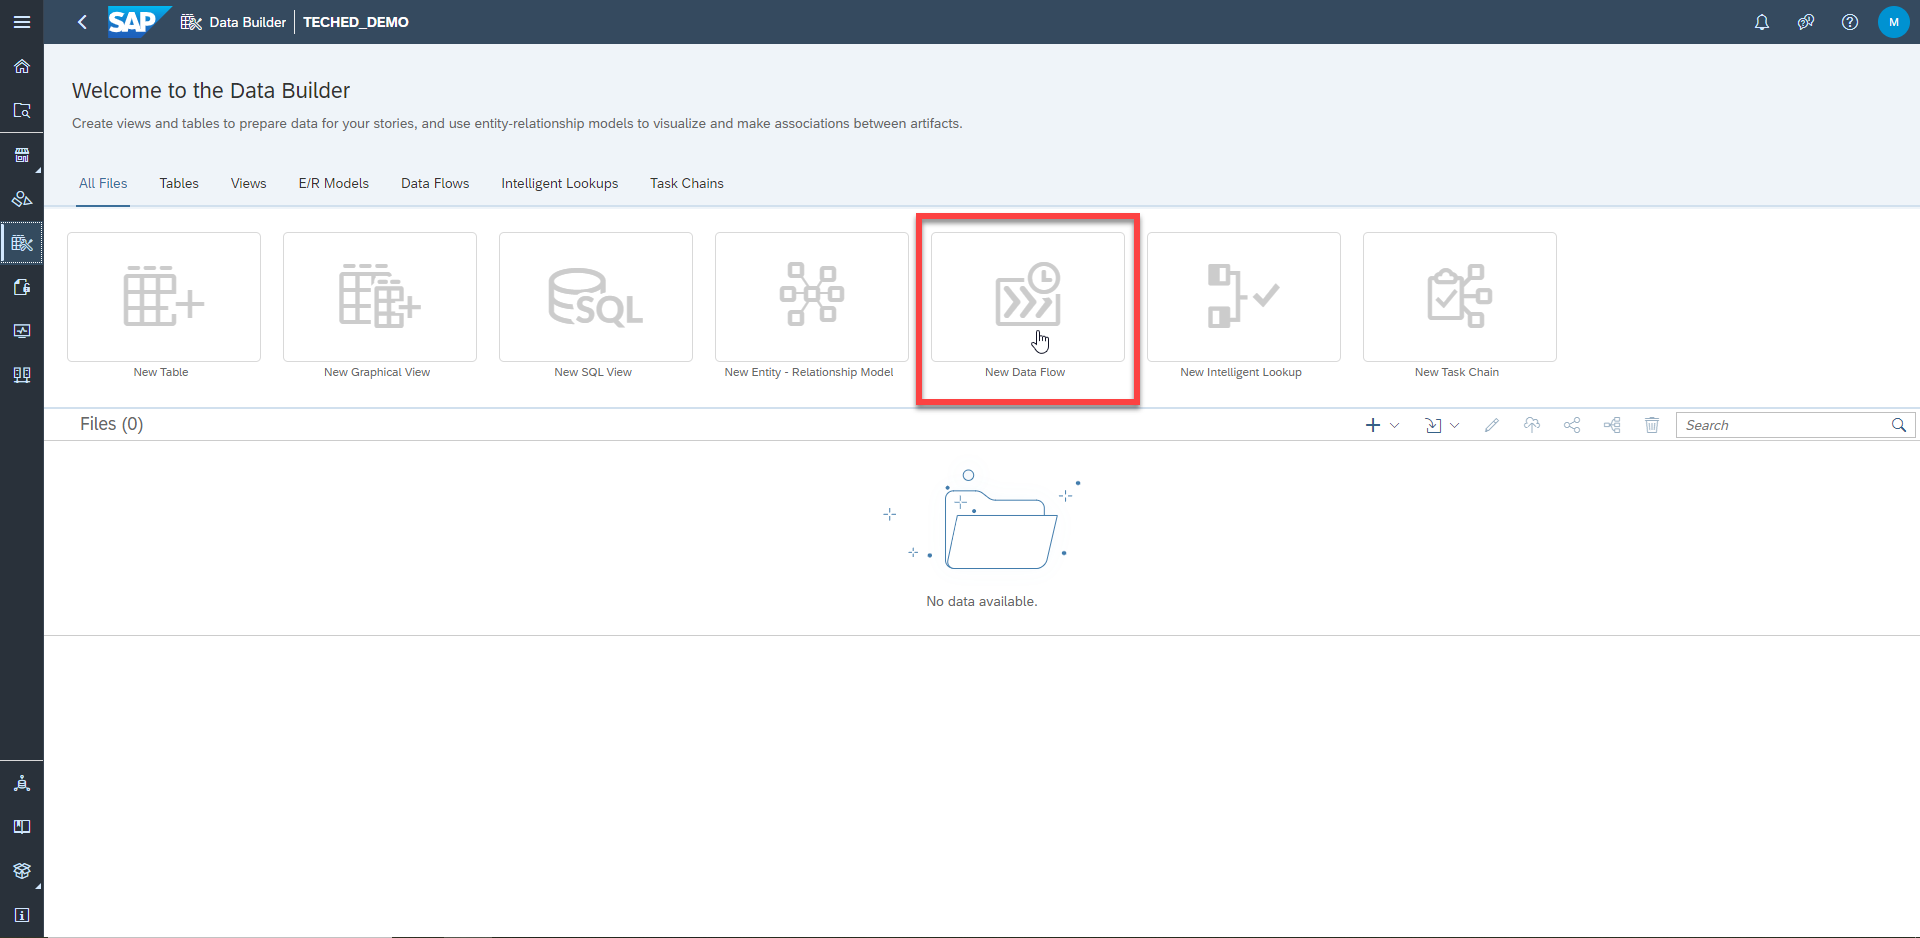 SAP Data Builder TECHED_DEMO M
Welcome to the Data Builder
Create views and tables to prepare data for your stories, and use entity-relationship models to visualize and make associations between artifacts.
All Files Tables Views E/R Models Data Flows Intelligent Lookups Task Chains
SQL
New Table New Graphical View New SQL View New Entity - Relationship Model New Data Flow New Intelligent Lookup New Task Chain
Files (0) Search
No data available.